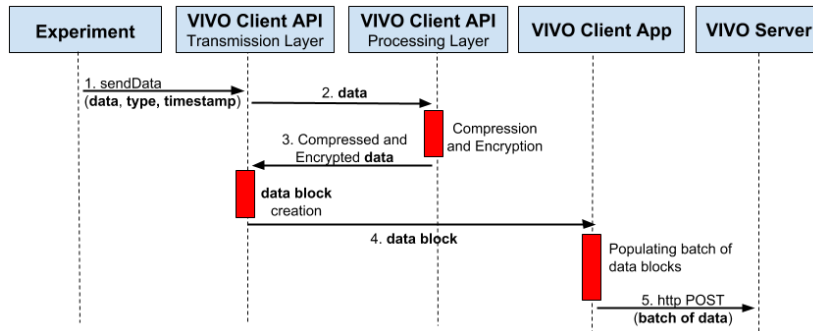 Experiment
VIVO Client API
Transmission Layer
VIVO Client API
Processing Layer
VIVO Client App
VIVO Server
1. sendData
(data, type, timestamp)
2. data
Compression
and Encryption
3. Compressed and
Encrypted data
data block
creation
4. data block
Populating batch of
data blocks
5. http POST
(batch of data)